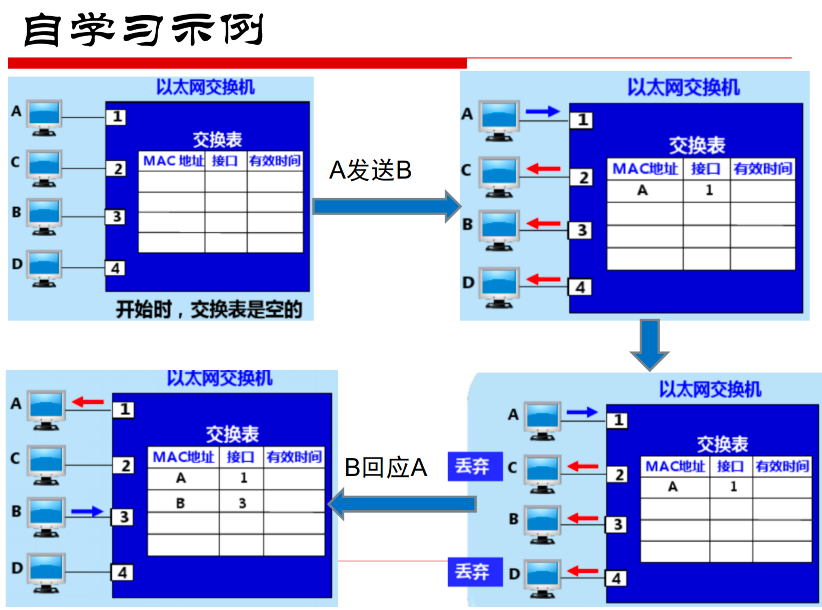 自学习示例
以太网交换机
A
1
交换表
MAC 地址 接口 有效时间
C
2
B
3
D
4
开始时，交换表是空的
A发送B
以太网交换机
A
1
交换表
MAC地址 接口 有效时间
A 1
C
2
B
3
D
4
以太网交换机
A
1
交换表
MAC地址 接口 有效时间
A 1
丢弃 C
2
B
3
丢弃 D
4
B回应A
以太网交换机
A
1
交换表
MAC地址 接口 有效时间
A 1
B 3
C
2
B
3
D
4